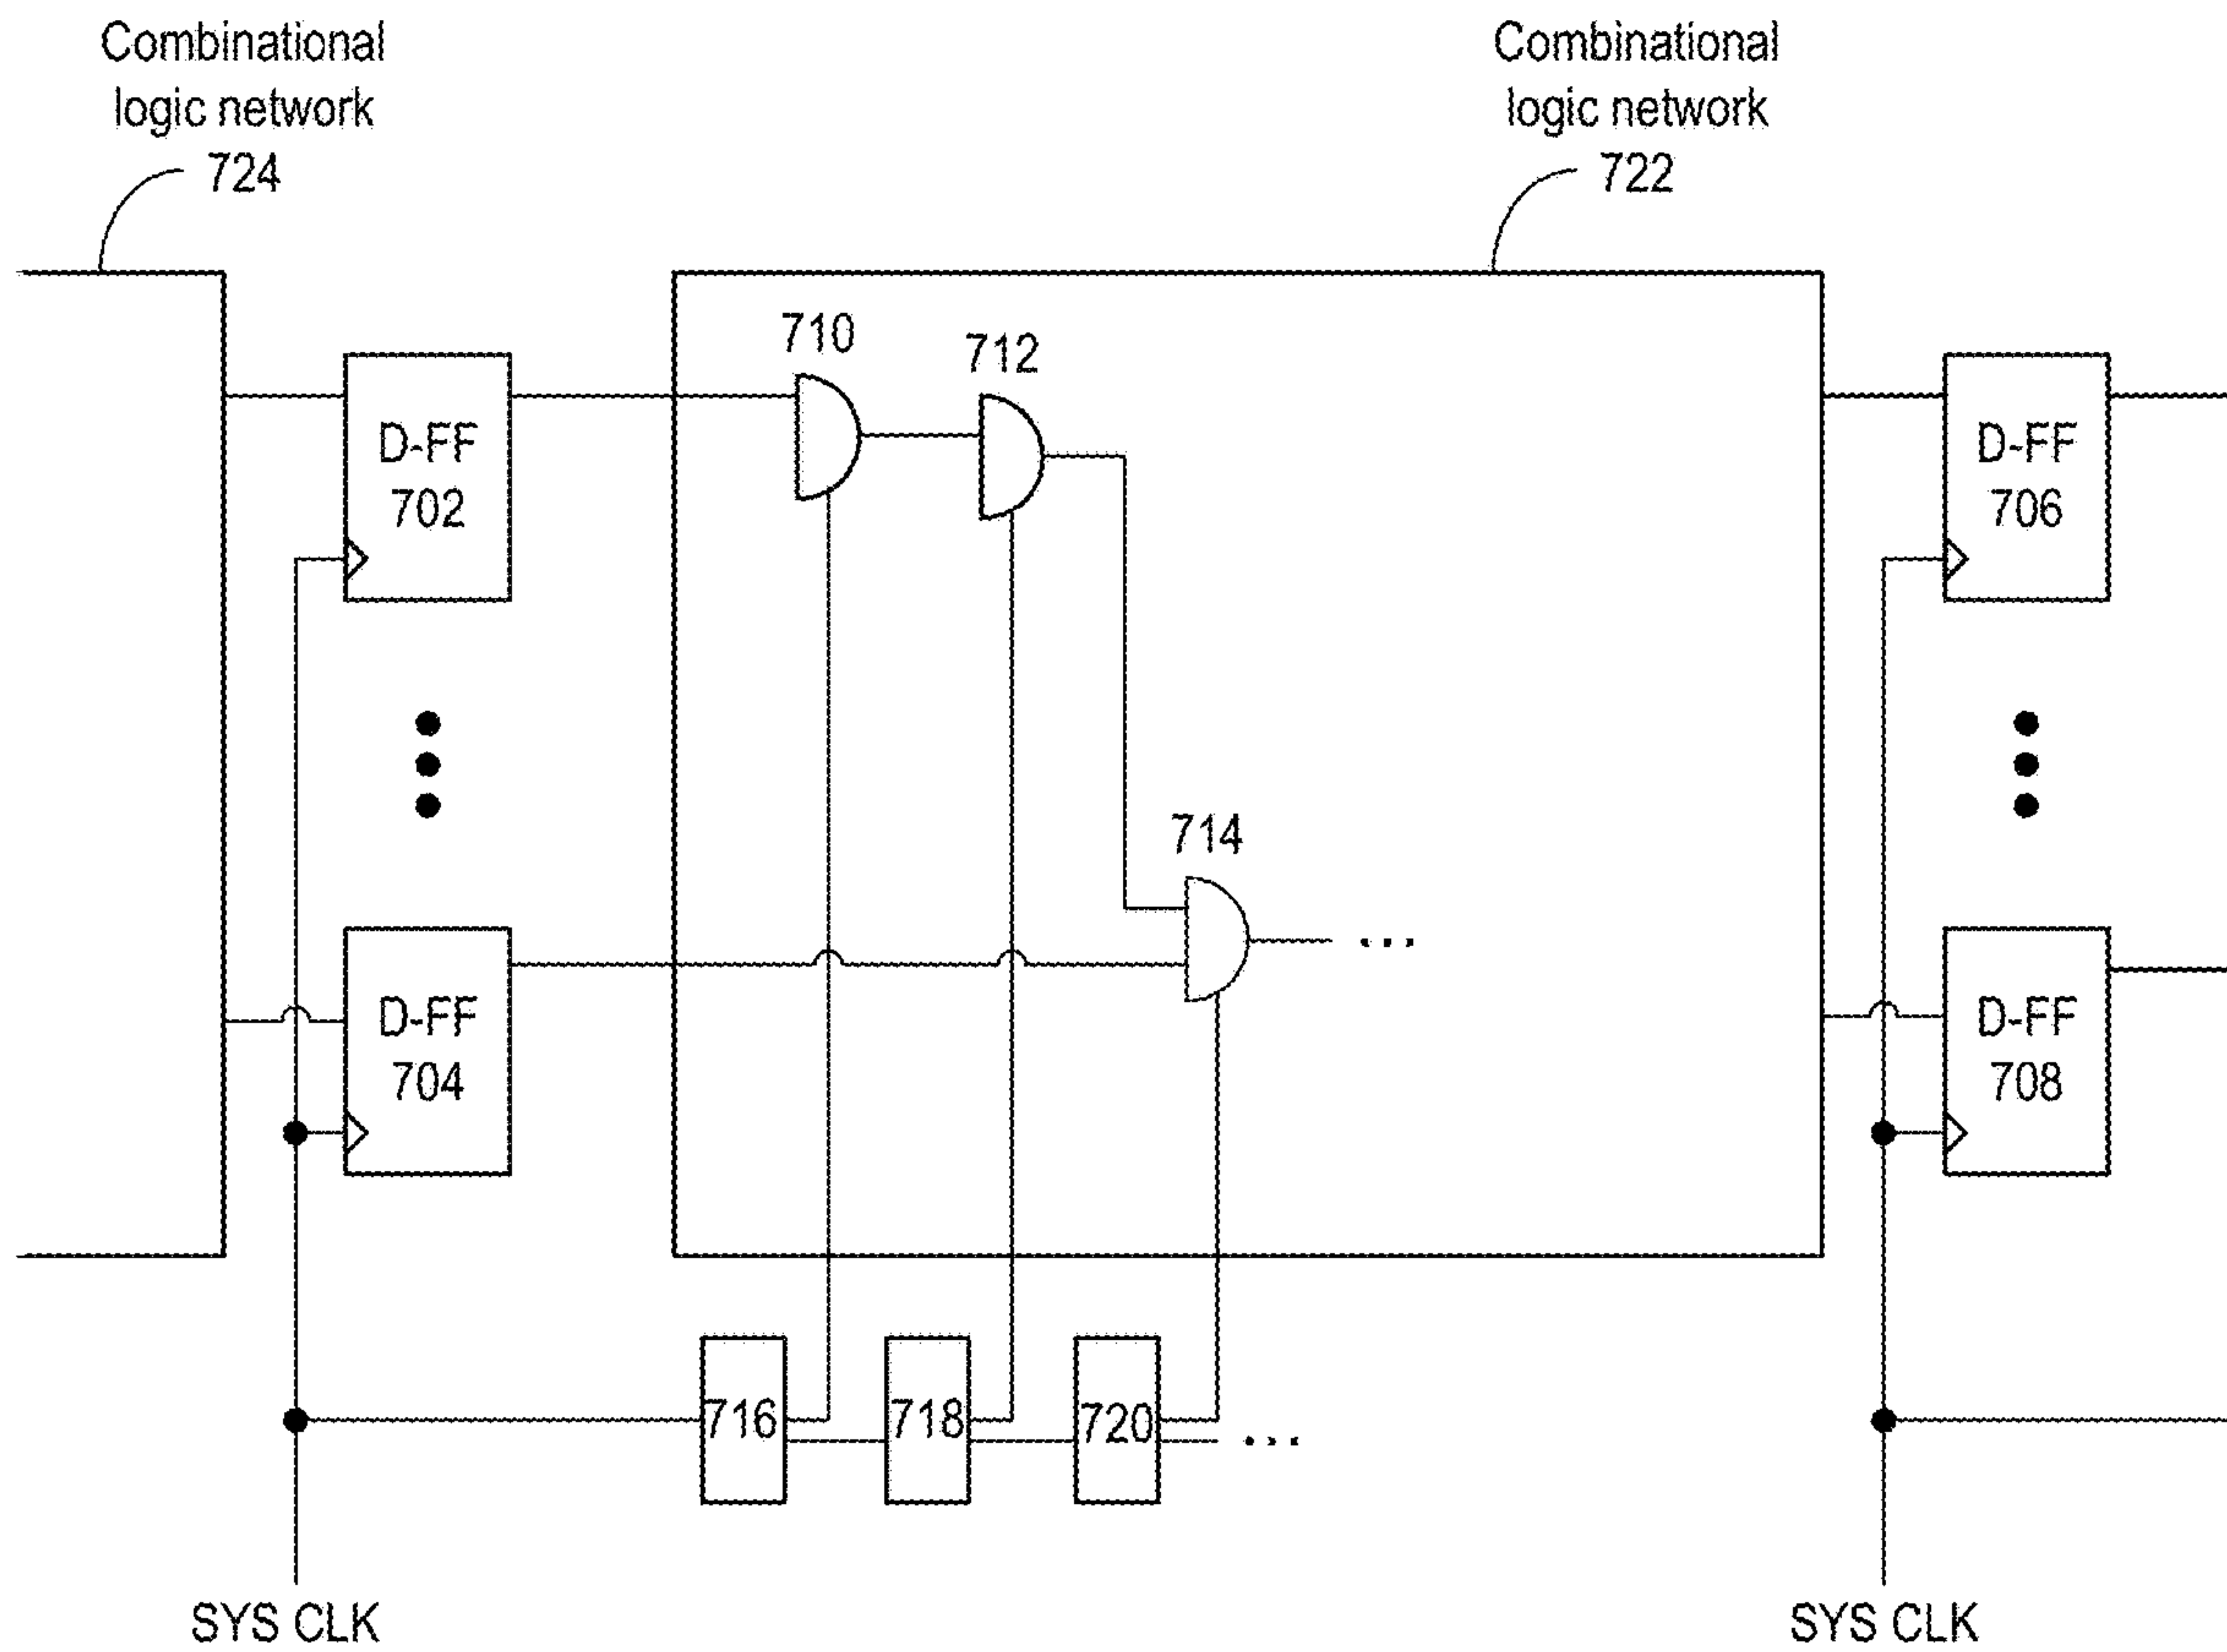 Combinational
logic network
724
Combinational
logic network
722
710
712
D-FF
702
D-FF
706
714
...
D-FF
704
D-FF
708
716
718
720
...
SYS CLK
SYS CLK